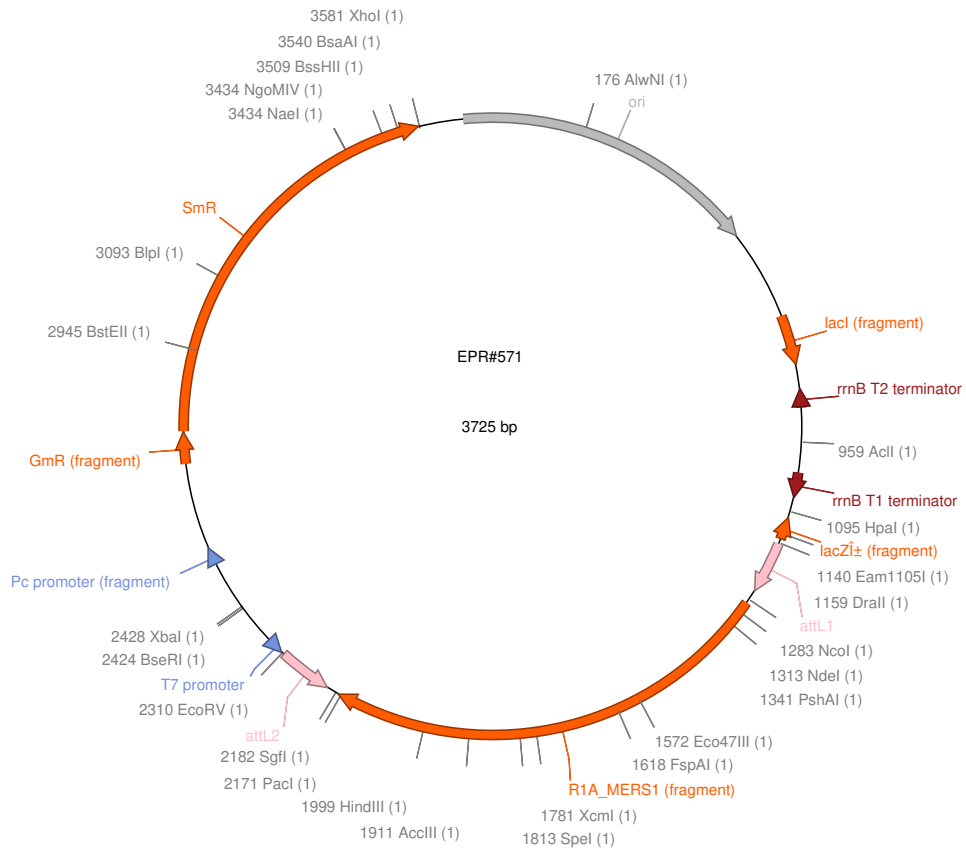 3581 XhoI (1)
3540 BsaAI (1)
3509 BssHII (1)
3434 NgoMIV (1)
3434 NaeI (1)
176 AlwNI (1)
ori
SmR
3093 BlpI (1)
2945 BstEII (1)
lacI (fragment)
EPR#571
rrnB T2 terminator
3725 bp
959 AclI (1)
GmR (fragment)
rrnB T1 terminator
1095 HpaI (1)
lacZÎ± (fragment)
1140 Eam1105I (1)
1159 DraII (1)
attL1
Pc promoter (fragment)
2428 XbaI (1)
2424 BseRI (1)
T7 promoter
2310 EcoRV (1)
attL2
2182 SgfI (1)
2171 PacI (1)
1283 NcoI (1)
1313 NdeI (1)
1341 PshAI (1)
1572 Eco47III (1)
1618 FspAI (1)
R1A_MERS1 (fragment)
1999 HindIII (1)
1781 XcmI (1)
1911 AccIII (1)
1813 SpeI (1)